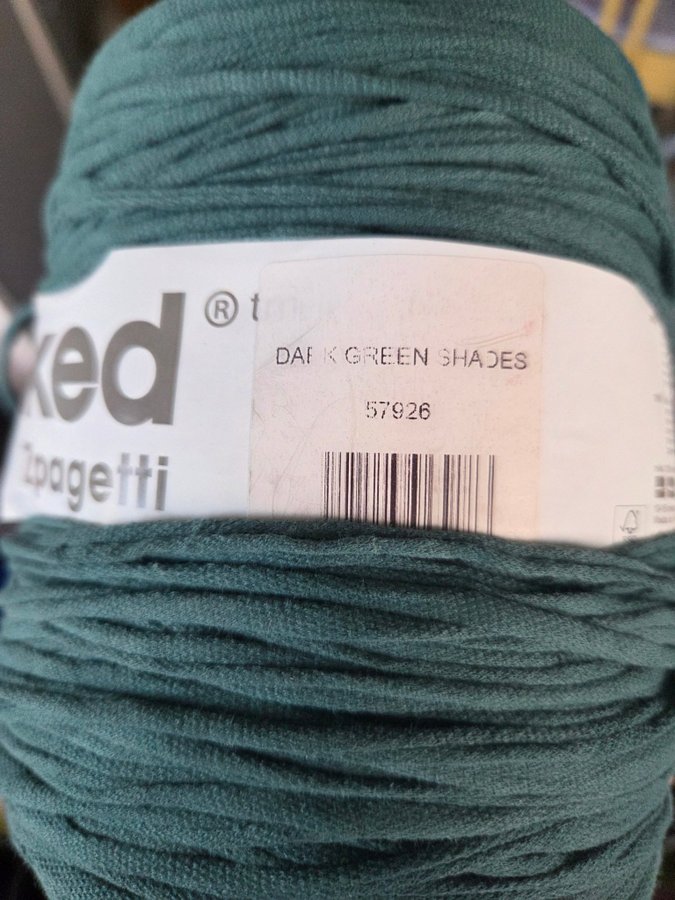 ked®
DARK GREEN SHADES
57926
Zpagetti